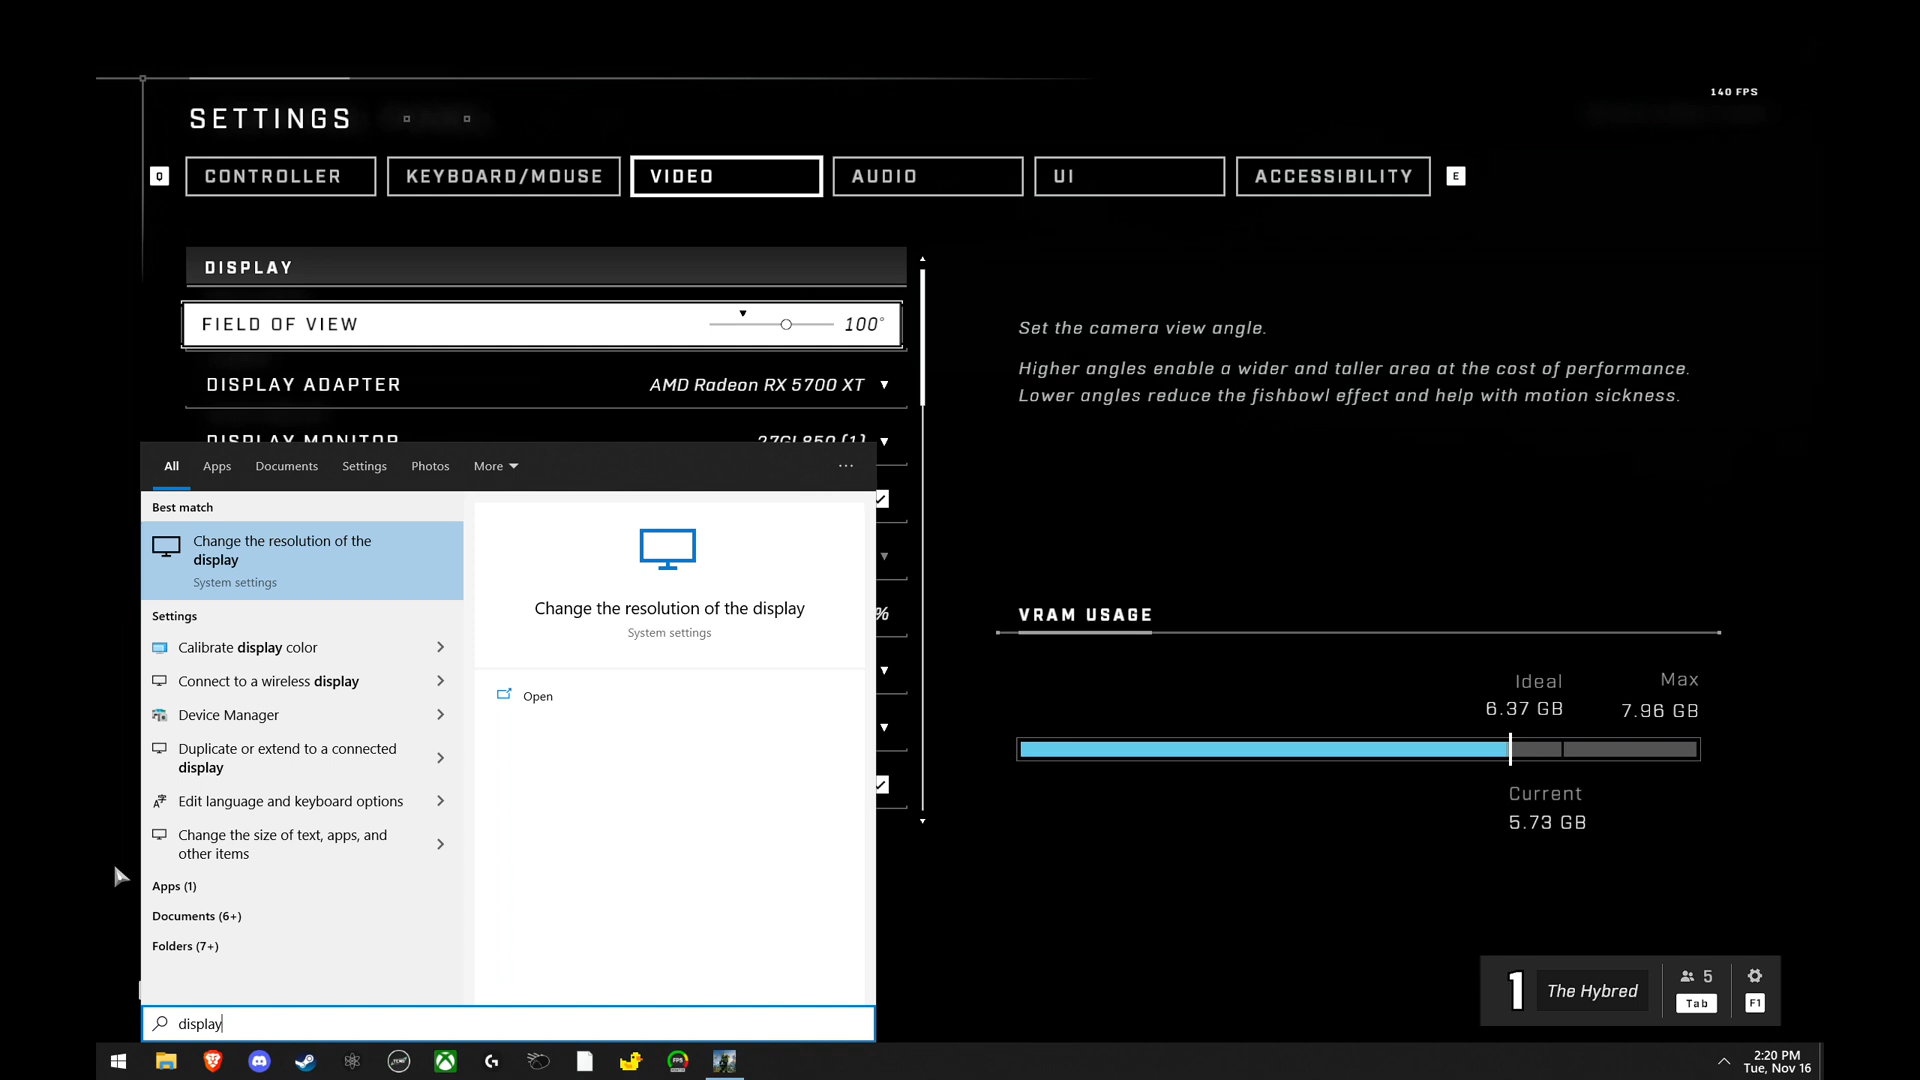 140 FPS
SETTINGS
Q
CONTROLLER
KEYBOARD/MOUSE
VIDEO
AUDIO
UI
ACCESSIBILITY
E
DISPLAY
FIELD OF VIEW
100°
DISPLAY ADAPTER
AMD Radeon RX 5700 XT
DISPLAY MONITOR
27GL850 (1)
%
Set the camera view angle.
Higher angles enable a wider and taller area at the cost of performance.
Lower angles reduce the fishbowl effect and help with motion sickness.
VRAM USAGE
Ideal
6.37 GB
Max
7.96 GB
Current
5.73 GB
All
Apps
Documents
Settings
Photos
More
Best match
Change the resolution of the
display
System settings
Settings
Calibrate display color
Connect to a wireless display
Device Manager
Duplicate or extend to a connected
display
Edit language and keyboard options
Change the size of text, apps, and
other items
Apps (1)
Documents (6+)
Folders (7+)
Change the resolution of the display
System settings
Open
display
1
The Hybred
5
Tab
F1
2:20 PM
Tue, Nov 16